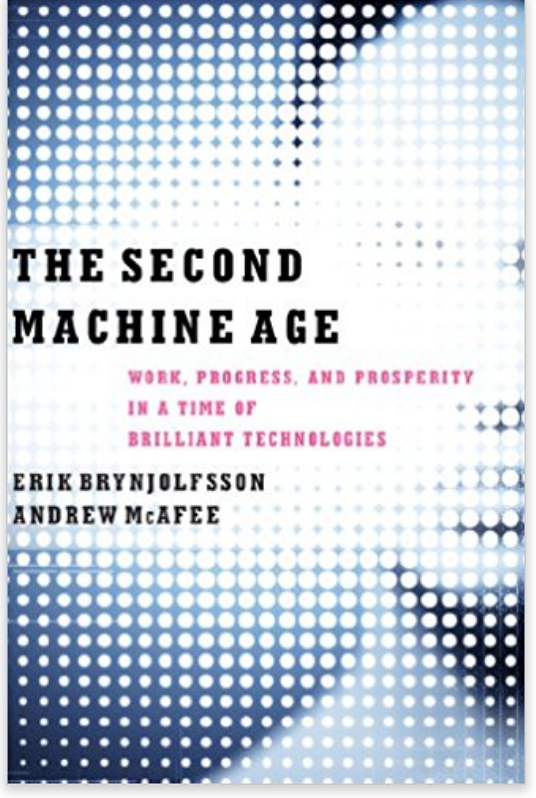 THE SECOND
MACHINE AGE
WORK, PROGRESS, AND PROSPERITY
IN A TIME OF
BRILLIANT TECHNOLOGIES
ERIK BRYNJOLFSSON
ANDREW McAFEE